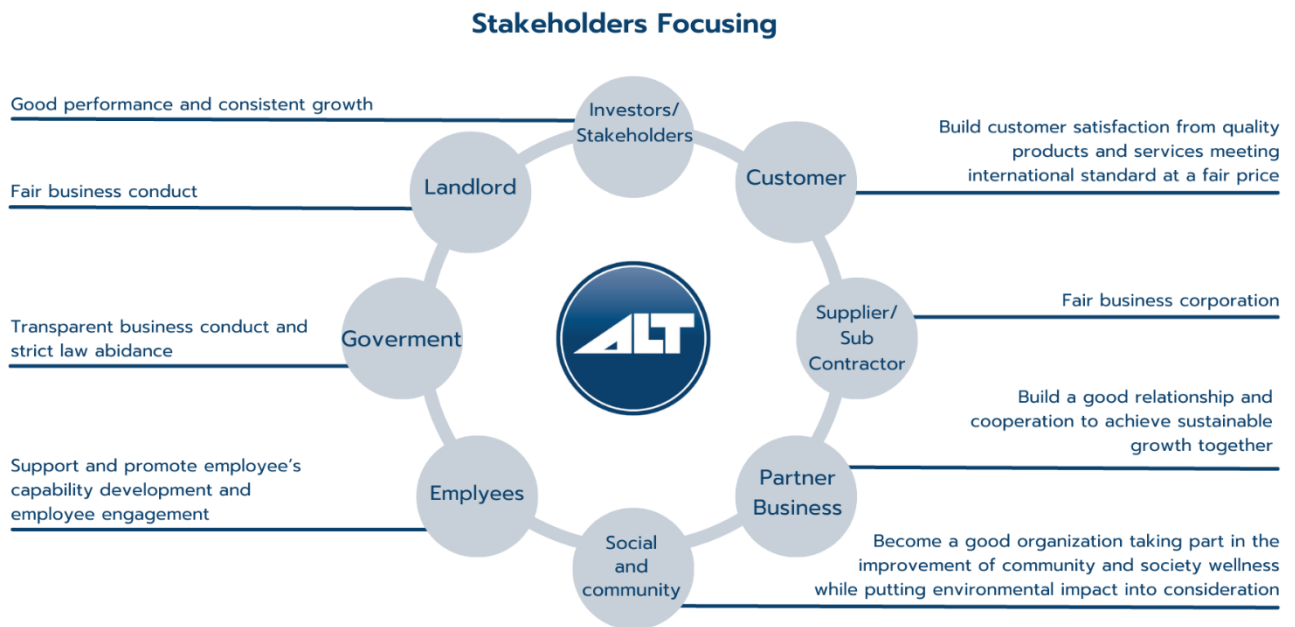 Stakeholders Focusing
Good performance and consistent growth
Investors/
Stakeholders
Build customer satisfaction from quality
products and services meeting
international standard at a fair price
Customer
Landlord
Fair business conduct
ALT
Supplier/
Sub
Contractor
Fair business corporation
Goverment
Transparent business conduct and
strict law abidance
Build a good relationship and
cooperation to achieve sustainable
growth together
Partner
Business
Emplyees
Support and promote employee's
capability development and
employee engagement
Social
and
community
Become a good organization taking part in the
improvement of community and society wellness
while putting environmental impact into consideration